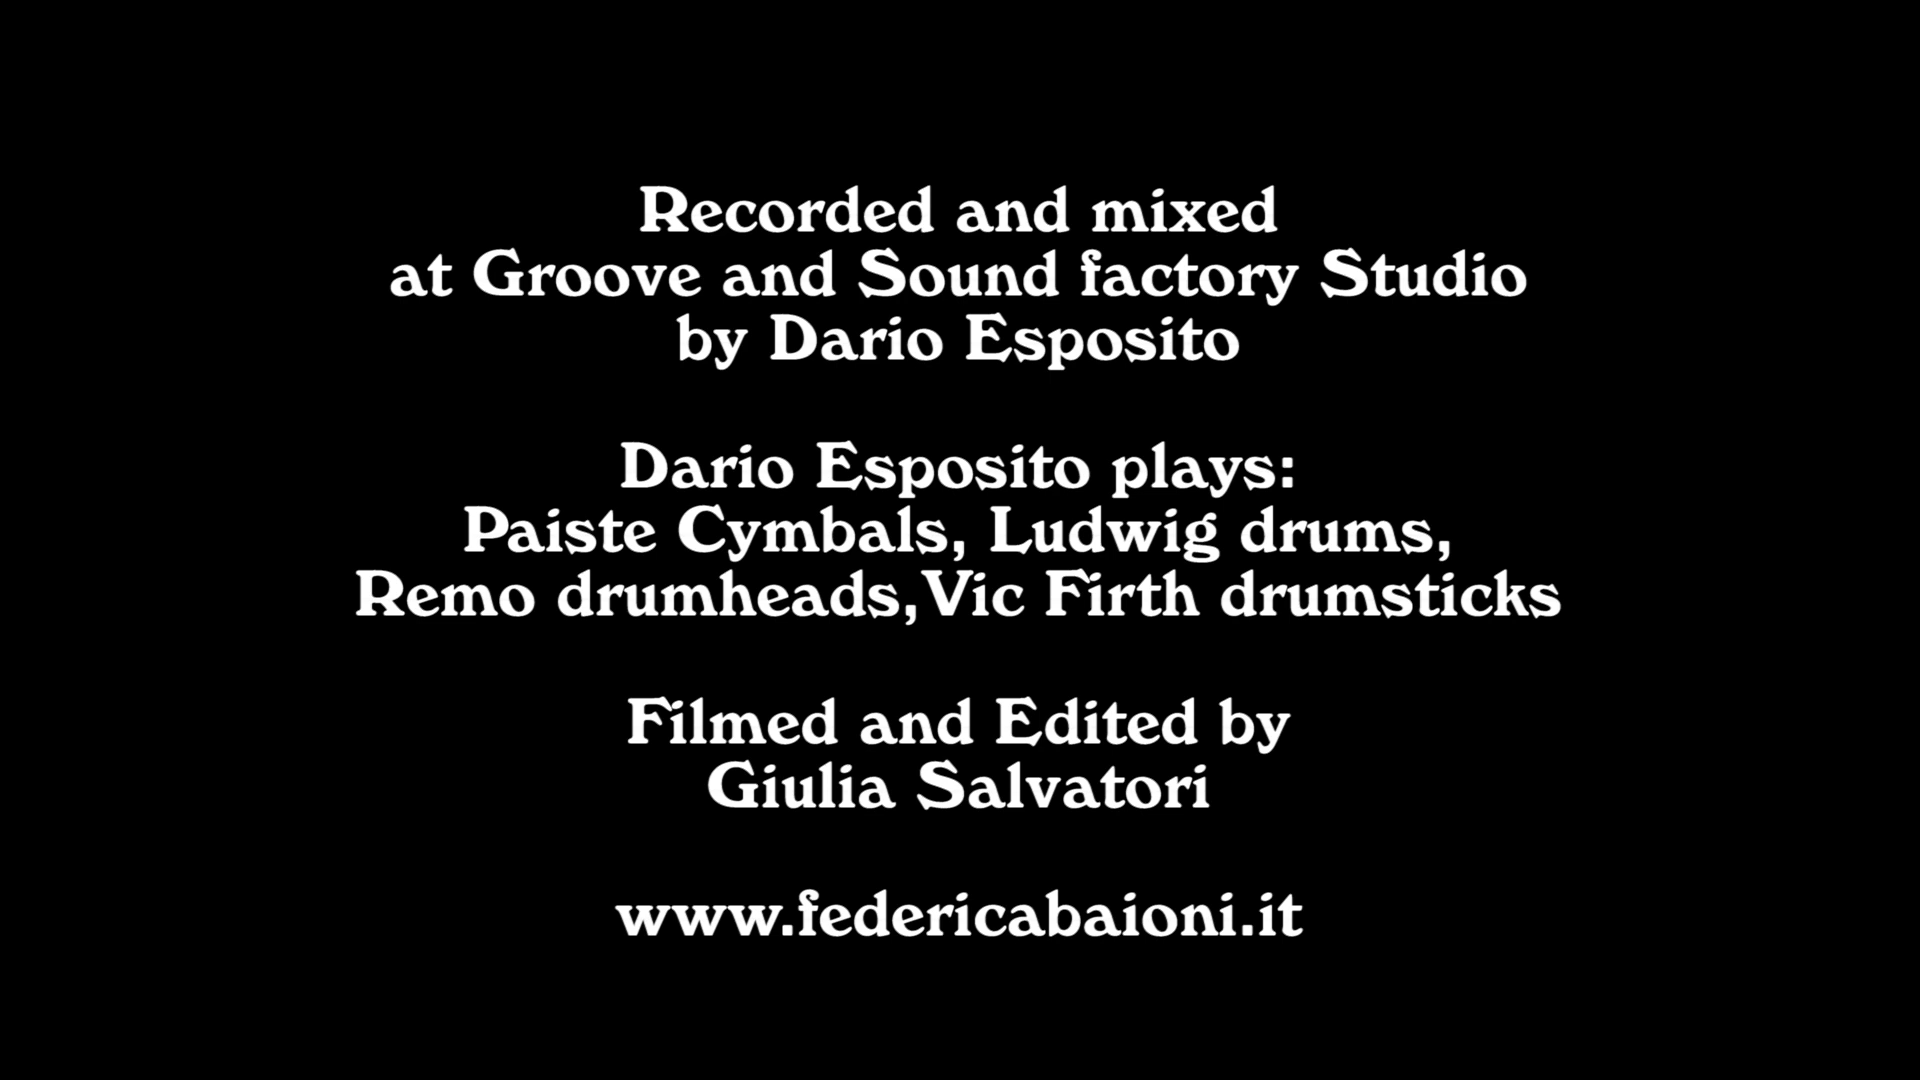 Recorded and mixed
at Groove and Sound factory Studio
by Dario Esposito
Dario Esposito plays:
Paiste Cymbals, Ludwig drums,
Remo drumheads,Vic Firth drumsticks
Filmed and Edited by
Giulia Salvatori
www.federicabaioni.it